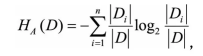 H_A(D) = -\sum_{i=1}^{n} \frac{|D_i|}{|D|} \log_2 \frac{|D_i|}{|D|},